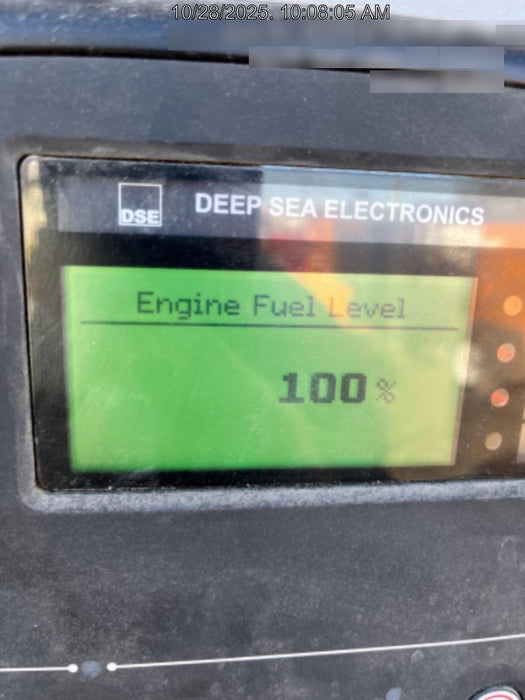 10/28/2025, 10:08:05 AM
DSE
DEEP SEA ELECTRONICS
Engine Fuel Level
100%